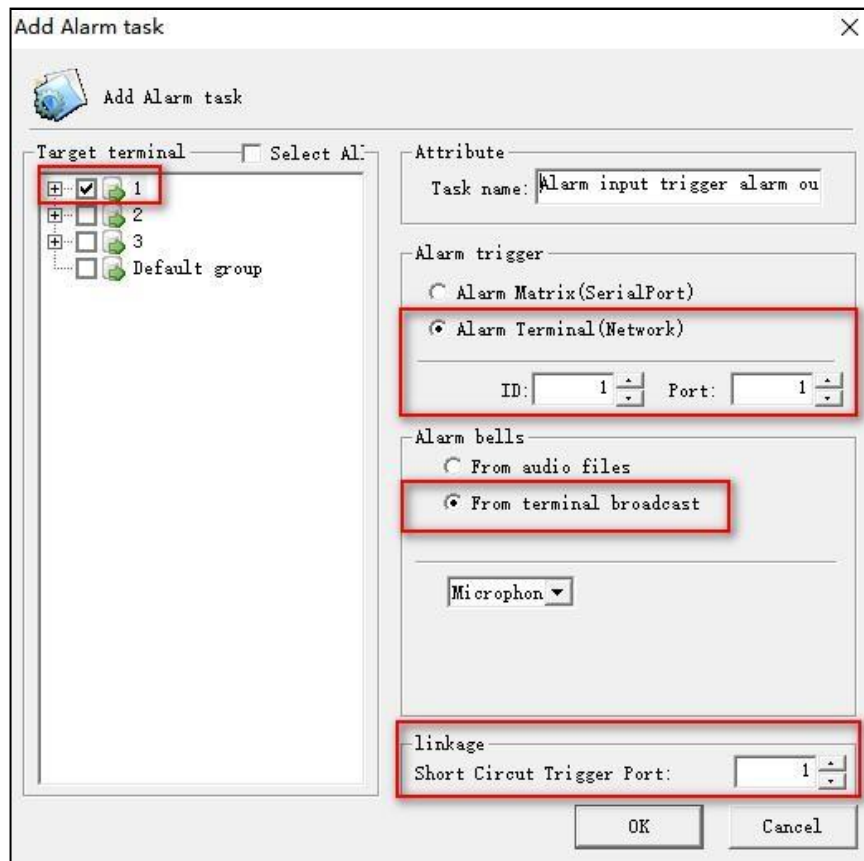 Add Alarm task
Add Alarm task
Target terminal
Select Al
1
2
3
Default group
Attribute
Task name: Alarm input trigger alarm ou
Alarm trigger
Alarm Matrix(SerialPort)
Alarm Terminal(Network)
ID: 1 Port: 1
Alarm bells
From audio files
From terminal broadcast
Microphon
linkage
Short Circut Trigger Port: 1
OK Cancel